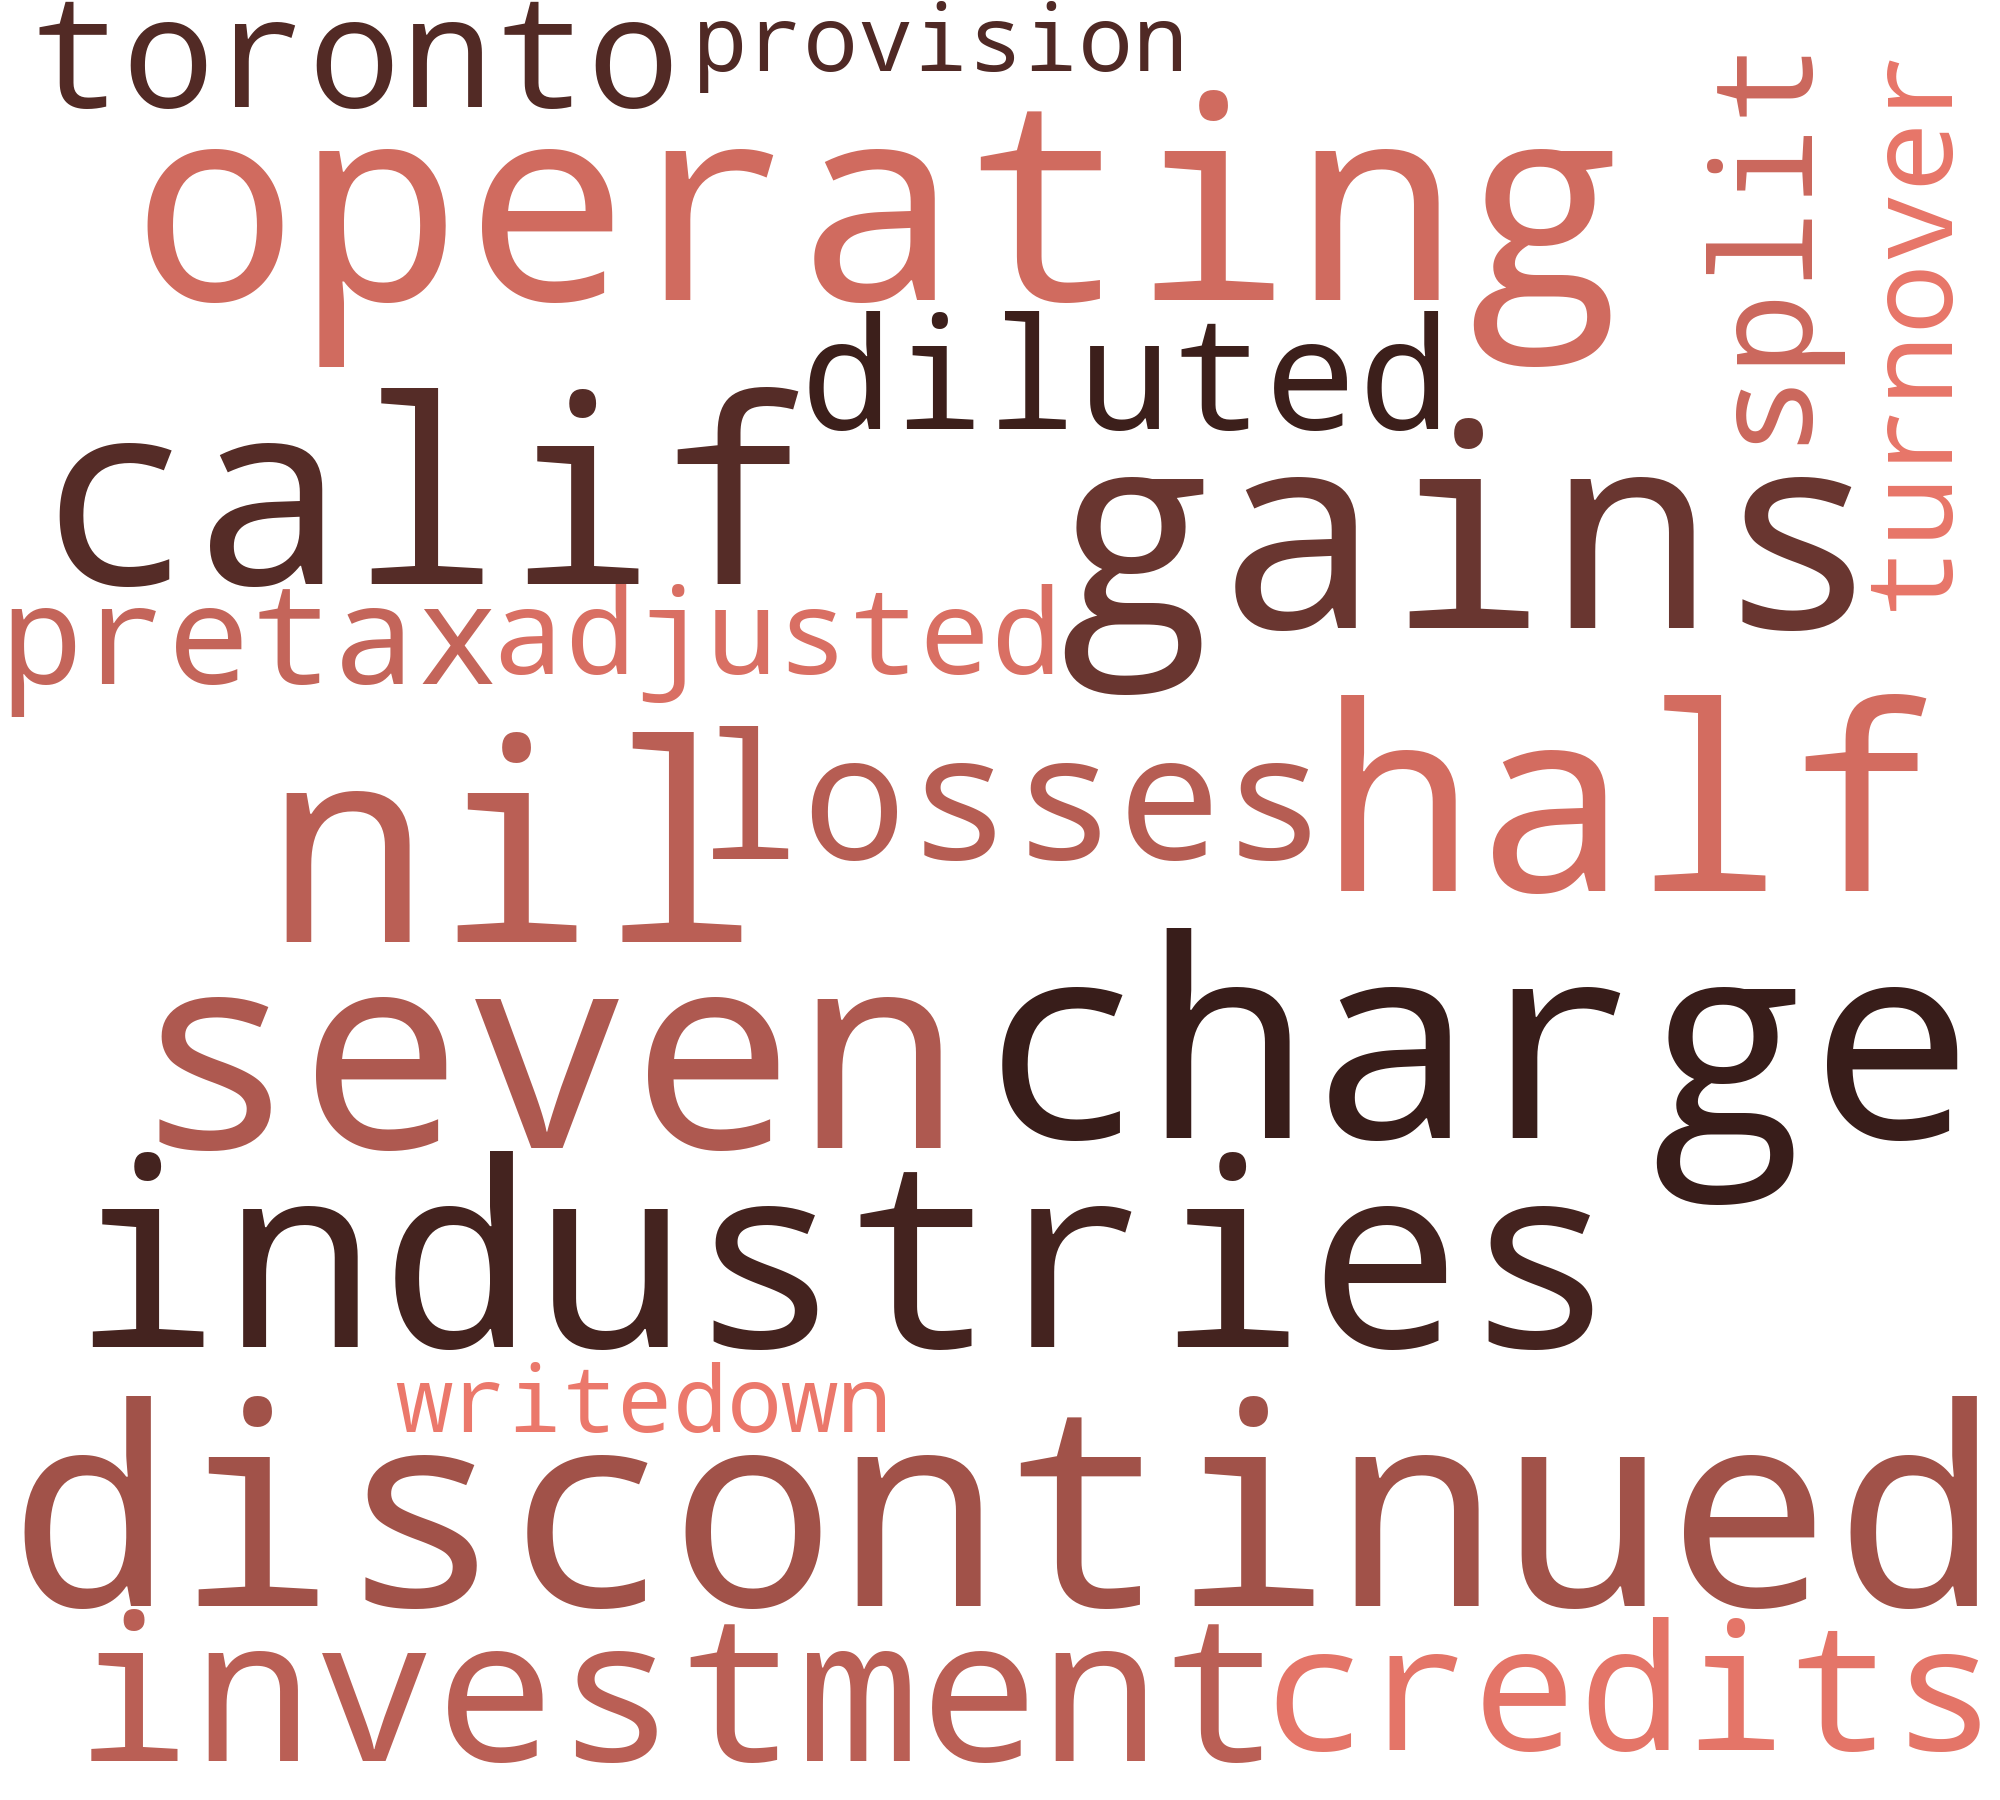 toronto provision
operating
split
turnover
diluted
calif
gains
pretax adjusted
nil losses half
seven charge
industries
writedown
discontinued
investment credits